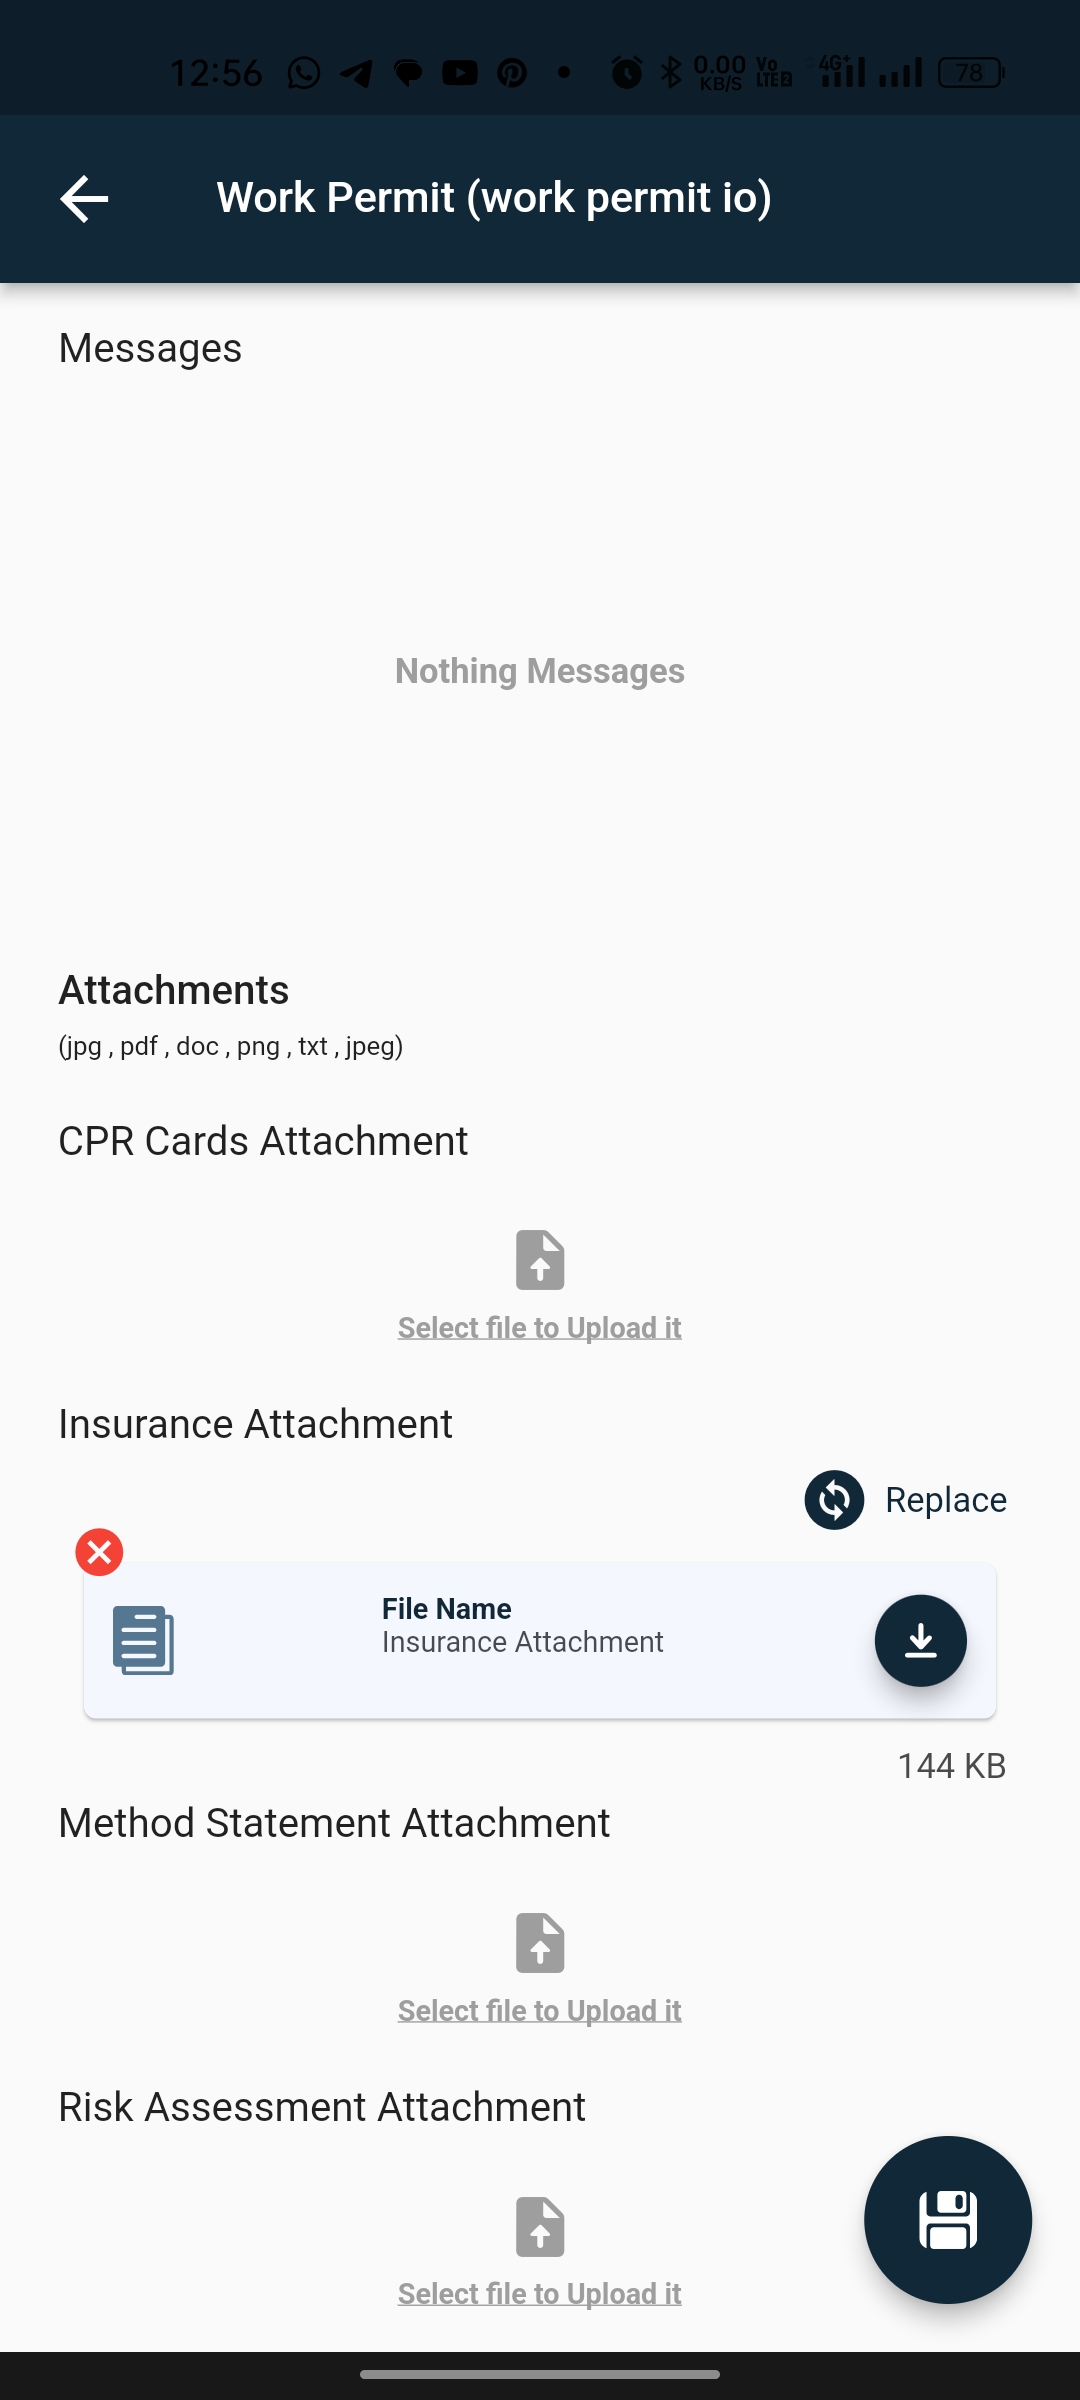 12:56 0.00 KB/S Vo LTE 2 4G+ 78
Work Permit (work permit io)
Messages
Nothing Messages
Attachments
(jpg , pdf , doc , png , txt , jpeg)
CPR Cards Attachment
Select file to Upload it
Insurance Attachment
Replace
File Name
Insurance Attachment
144 KB
Method Statement Attachment
Select file to Upload it
Risk Assessment Attachment
Select file to Upload it